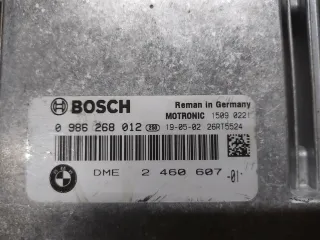 BOSCH
Reman in Germany
MOTRONIC 1509 0221
0 986 268 012 19-05-02 26RT5524
DME 2 460 607 -01-